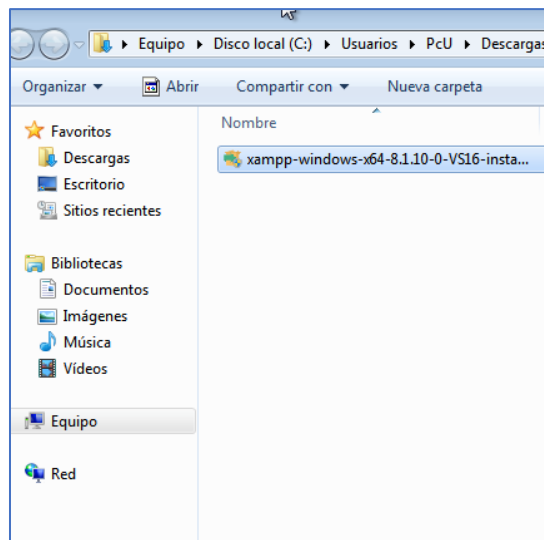 Equipo ▸ Disco local (C:) ▸ Usuarios ▸ PcU ▸ Descargas
Organizar Abrir Compartir con Nueva carpeta
Favoritos
Descargas
Escritorio
Sitios recientes
Bibliotecas
Documentos
Imágenes
Música
Vídeos
Equipo
Red
Nombre
xampp-windows-x64-8.1.10-0-VS16-insta...